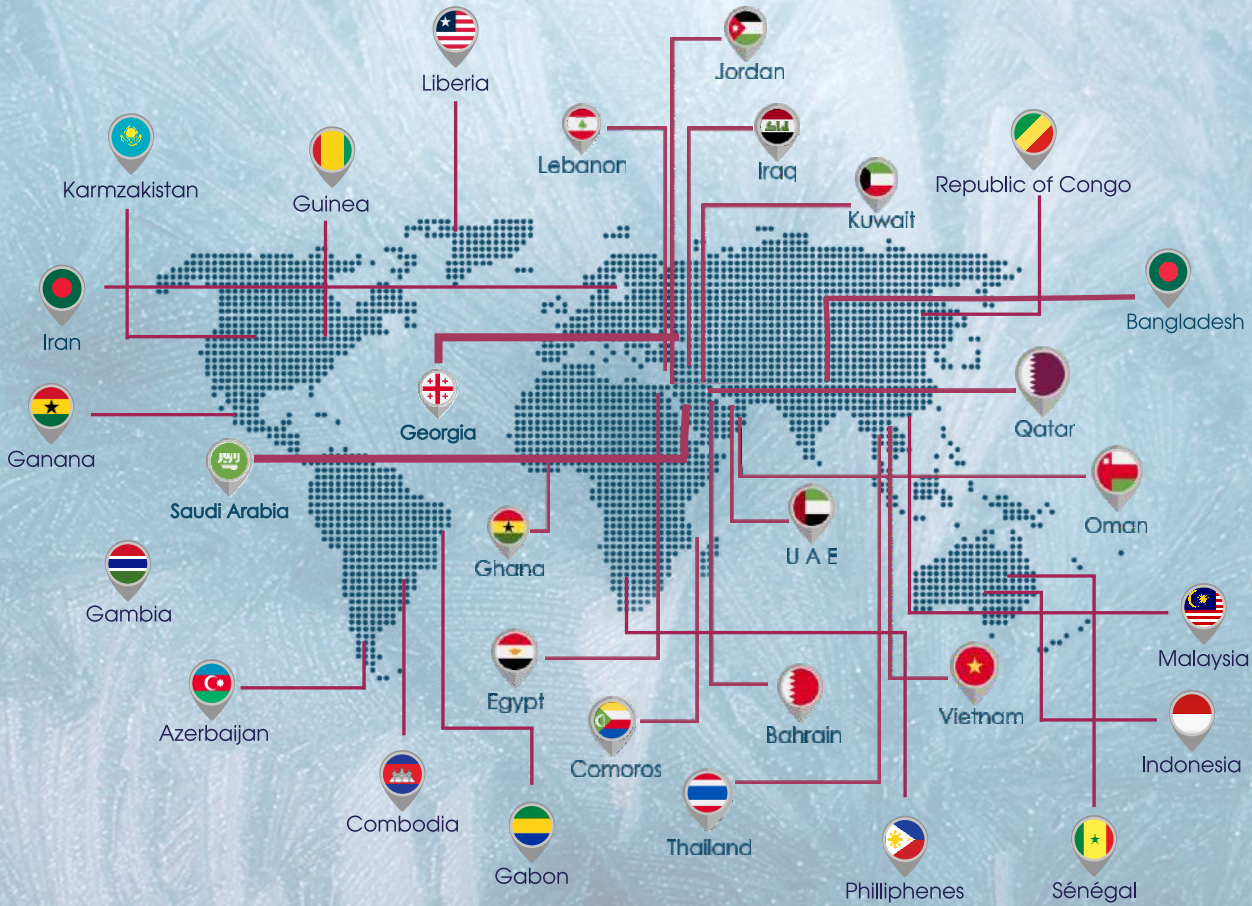 Liberia
Jordan
Lebanon
Iraq
Karmzakistan
Guinea
Kuwait
Republic of Congo
Iran
Bangladesh
Georgia
Qatar
Ganana
Saudi Arabia
Oman
Ghana
U A E
Gambia
Malaysia
Egypt
Vietnam
Azerbaijan
Bahrain
Comoros
Indonesia
Combodia
Thailand
Gabon
Philliphenes
Sénégal